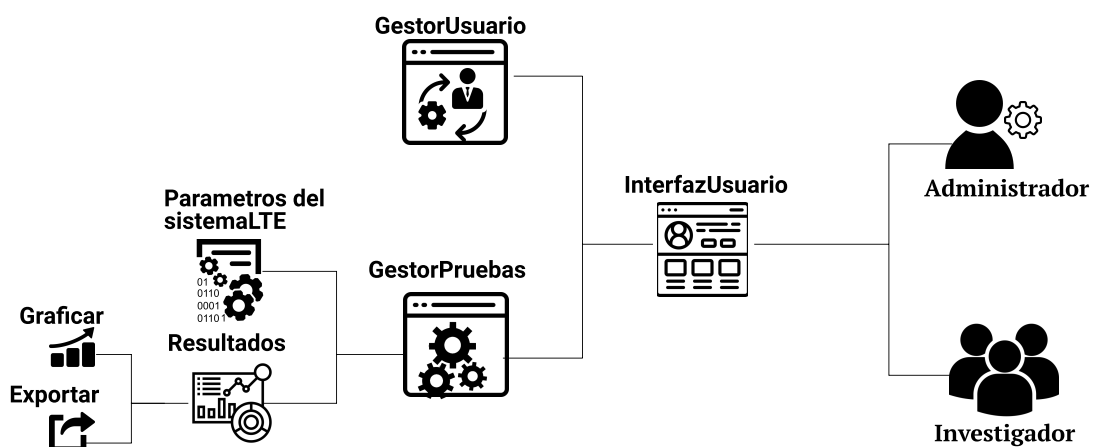 GestorUsuario
InterfazUsuario
Administrador
Parametros del
sistemaLTE
01
0110
0001
0110 1
GestorPruebas
Graficar
Resultados
Exportar
Investigador